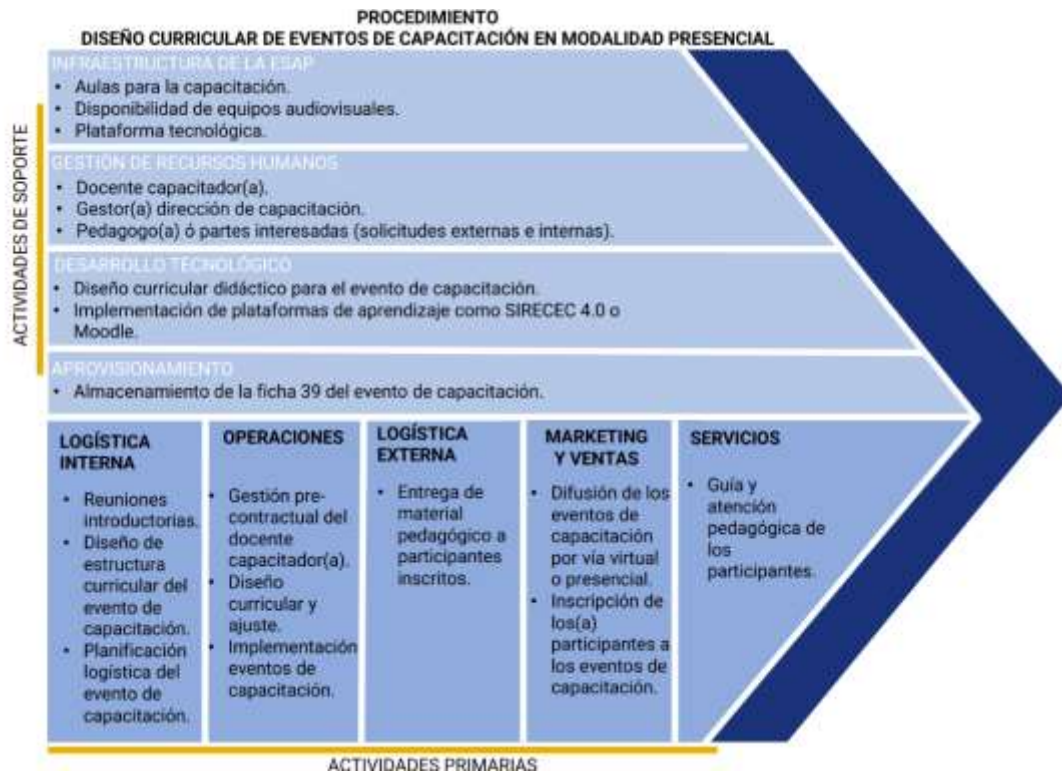 PROCEDIMIENTO
DISEÑO CURRICULAR DE EVENTOS DE CAPACITACIÓN EN MODALIDAD PRESENCIAL
ACTIVIDADES DE SOPORTE
INFRAESTRUCTURA DE LA ESAP
• Aulas para la capacitación.
• Disponibilidad de equipos audiovisuales.
• Plataforma tecnológica.
GESTIÓN DE RECURSOS HUMANOS
• Docente capacitador(a).
• Gestor(a) dirección de capacitación.
• Pedagogo(a) ó partes interesadas (solicitudes externas e internas).
DESARROLLO TECNOLÓGICO
• Diseño curricular didáctico para el evento de capacitación.
• Implementación de plataformas de aprendizaje como SIRECEC 4.0 o
Moodle.
APROVISIONAMIENTO
• Almacenamiento de la ficha 39 del evento de capacitación.
LOGÍSTICA
INTERNA
• Reuniones
introductorias.
• Diseño de
estructura
curricular del
evento de
capacitación.
• Planificación
logística del
evento de
capacitación.
OPERACIONES
• Gestión pre-
contractual del
docente
capacitador(a).
• Diseño
curricular y
ajuste.
• Implementación
eventos de
capacitación.
LOGÍSTICA
EXTERNA
• Entrega de
material
pedagógico a
participantes
inscritos.
MARKETING
Y VENTAS
• Difusión de los
eventos de
capacitación
por vía virtual
o presencial.
• Inscripción de
los(a)
participantes a
los eventos de
capacitación.
SERVICIOS
• Guía y
atención
pedagógica de
los
participantes.
ACTIVIDADES PRIMARIAS